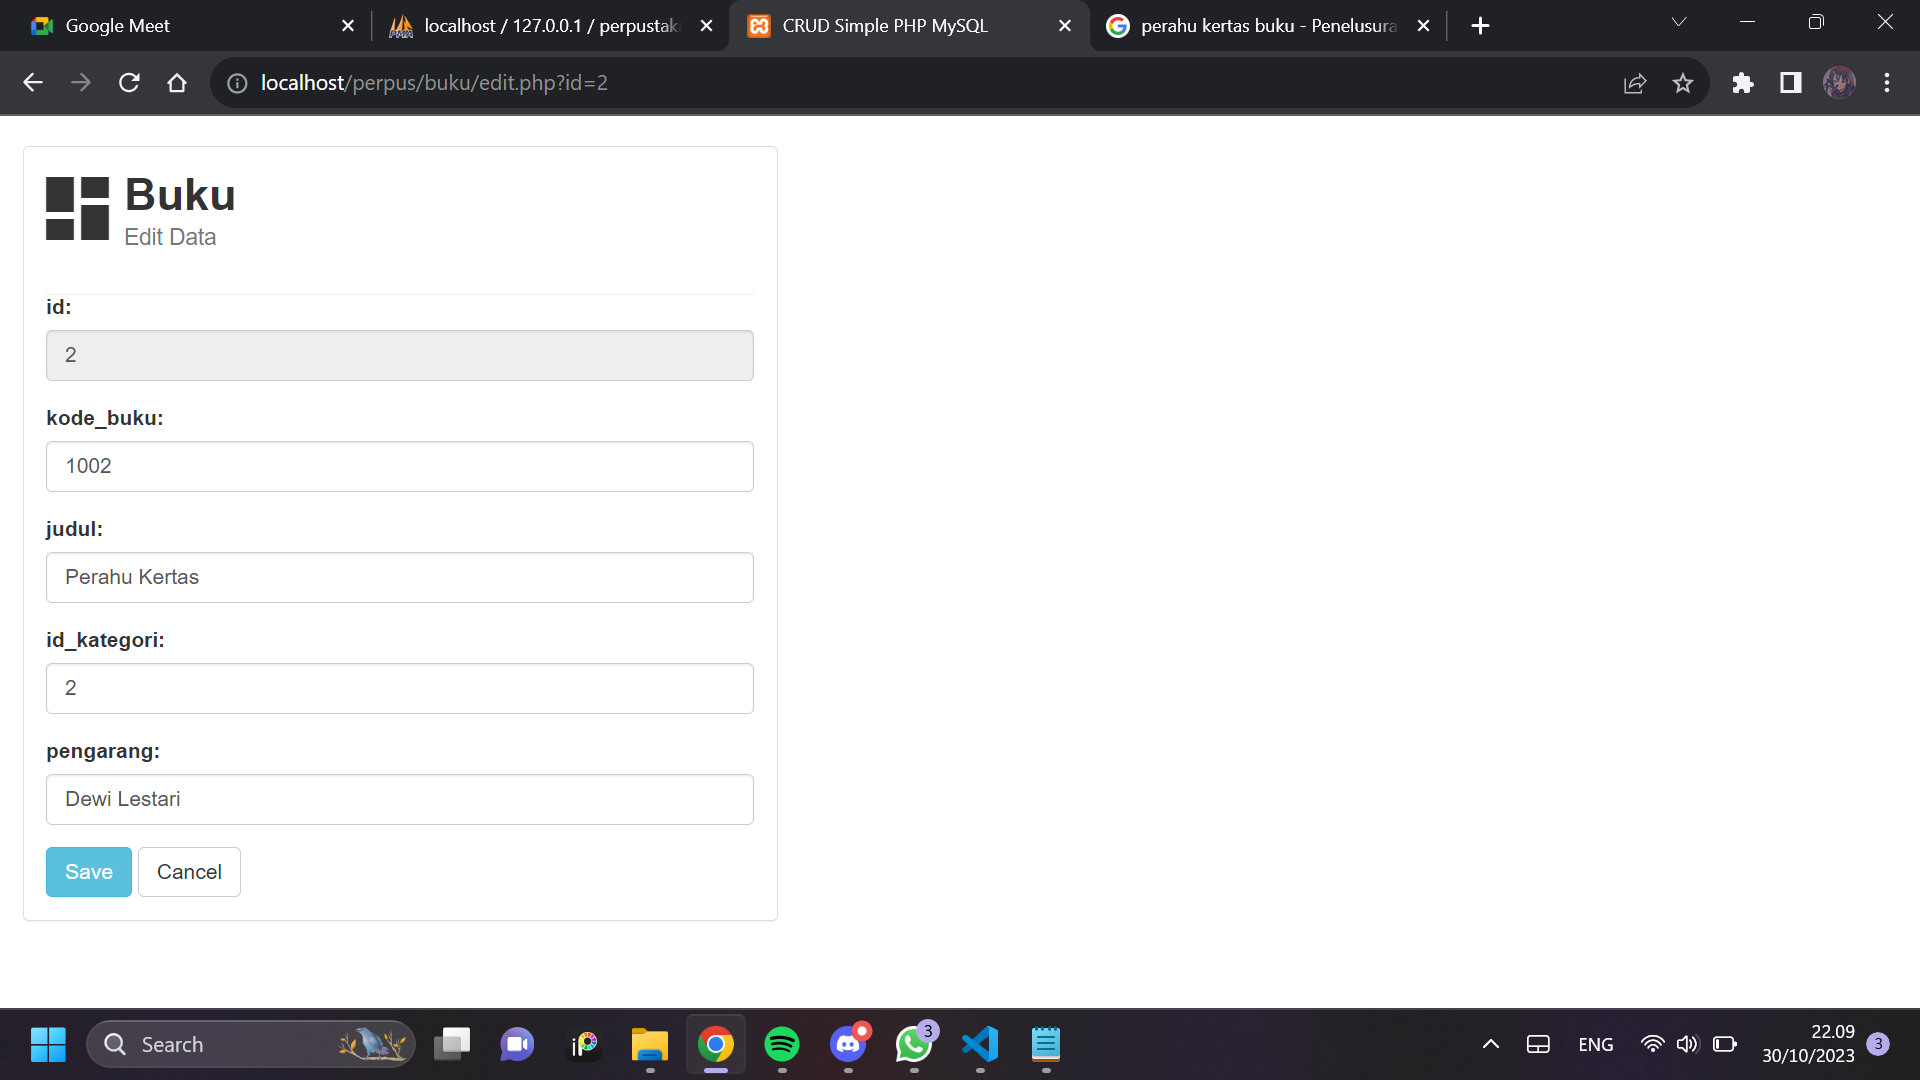 Google Meet
localhost / 127.0.0.1 / perpustaka
CRUD Simple PHP MySQL
perahu kertas buku - Penelusura
localhost/perpus/buku/edit.php?id=2
Buku
Edit Data
id:
2
kode_buku:
1002
judul:
Perahu Kertas
id_kategori:
2
pengarang:
Dewi Lestari
Save Cancel
Search
3
ENG
22.09
30/10/2023
3